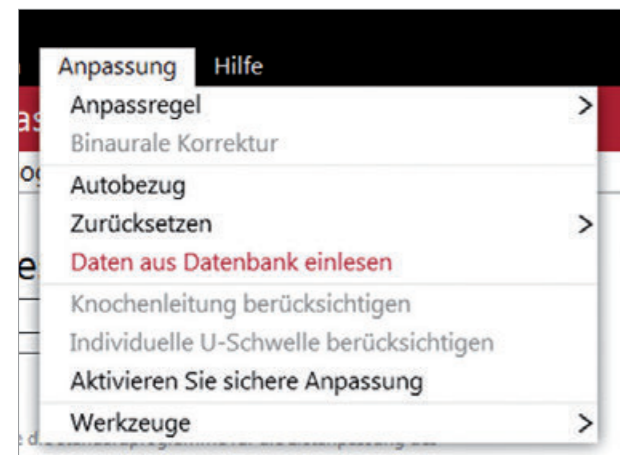 Anpassung Hilfe
Anpassregel
Binaurale Korrektur
Autobezug
Zurücksetzen
Daten aus Datenbank einlesen
Knochenleitung berücksichtigen
Individuelle U-Schwelle berücksichtigen
Aktivieren Sie sichere Anpassung
Werkzeuge